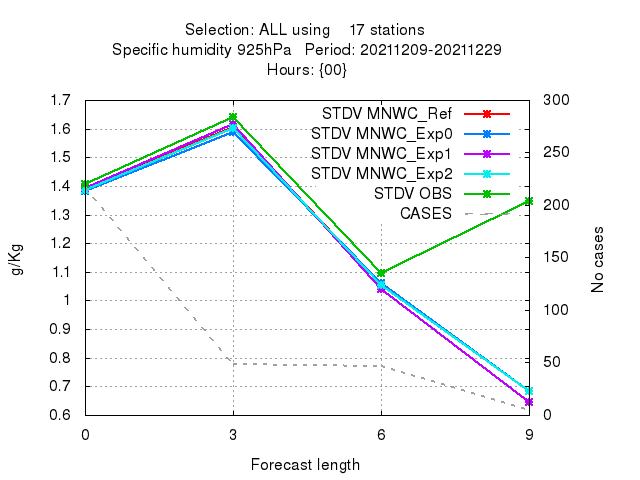 Selection: ALL using    17 stations
Specific humidity 925hPa   Period: 20211209-20211229
Hours: {00}
STDV MNWC_Ref
STDV MNWC_Exp0
STDV MNWC_Exp1
STDV MNWC_Exp2
STDV OBS
CASES
g/Kg
1.7
1.6
1.5
1.4
1.3
1.2
1.1
1
0.9
0.8
0.7
0.6
300
250
200
150
100
50
0
No cases
0 3 6 9
Forecast length